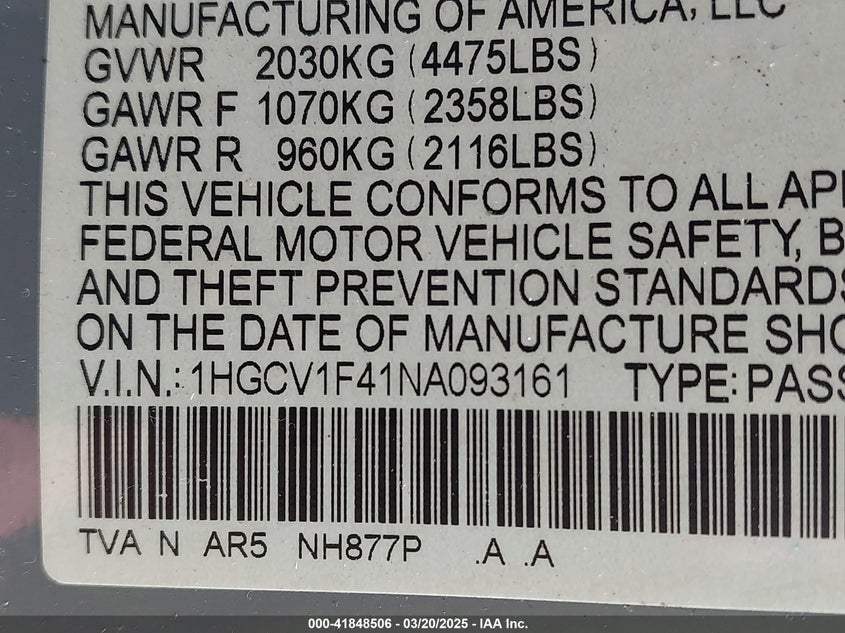 MANUFACTURING OF AMERICA, LLC
GVWR 2030KG (4475LBS)
GAWR F 1070KG (2358LBS)
GAWR R 960KG (2116LBS)
THIS VEHICLE CONFORMS TO ALL APP
FEDERAL MOTOR VEHICLE SAFETY, B
AND THEFT PREVENTION STANDARDS
ON THE DATE OF MANUFACTURE SHO
V.I.N.: 1HGCV1F41NA093161 TYPE: PASS
TVA N AR5 NH877P .A .A
000-41848506 - 03/20/2025 - IAA Inc.